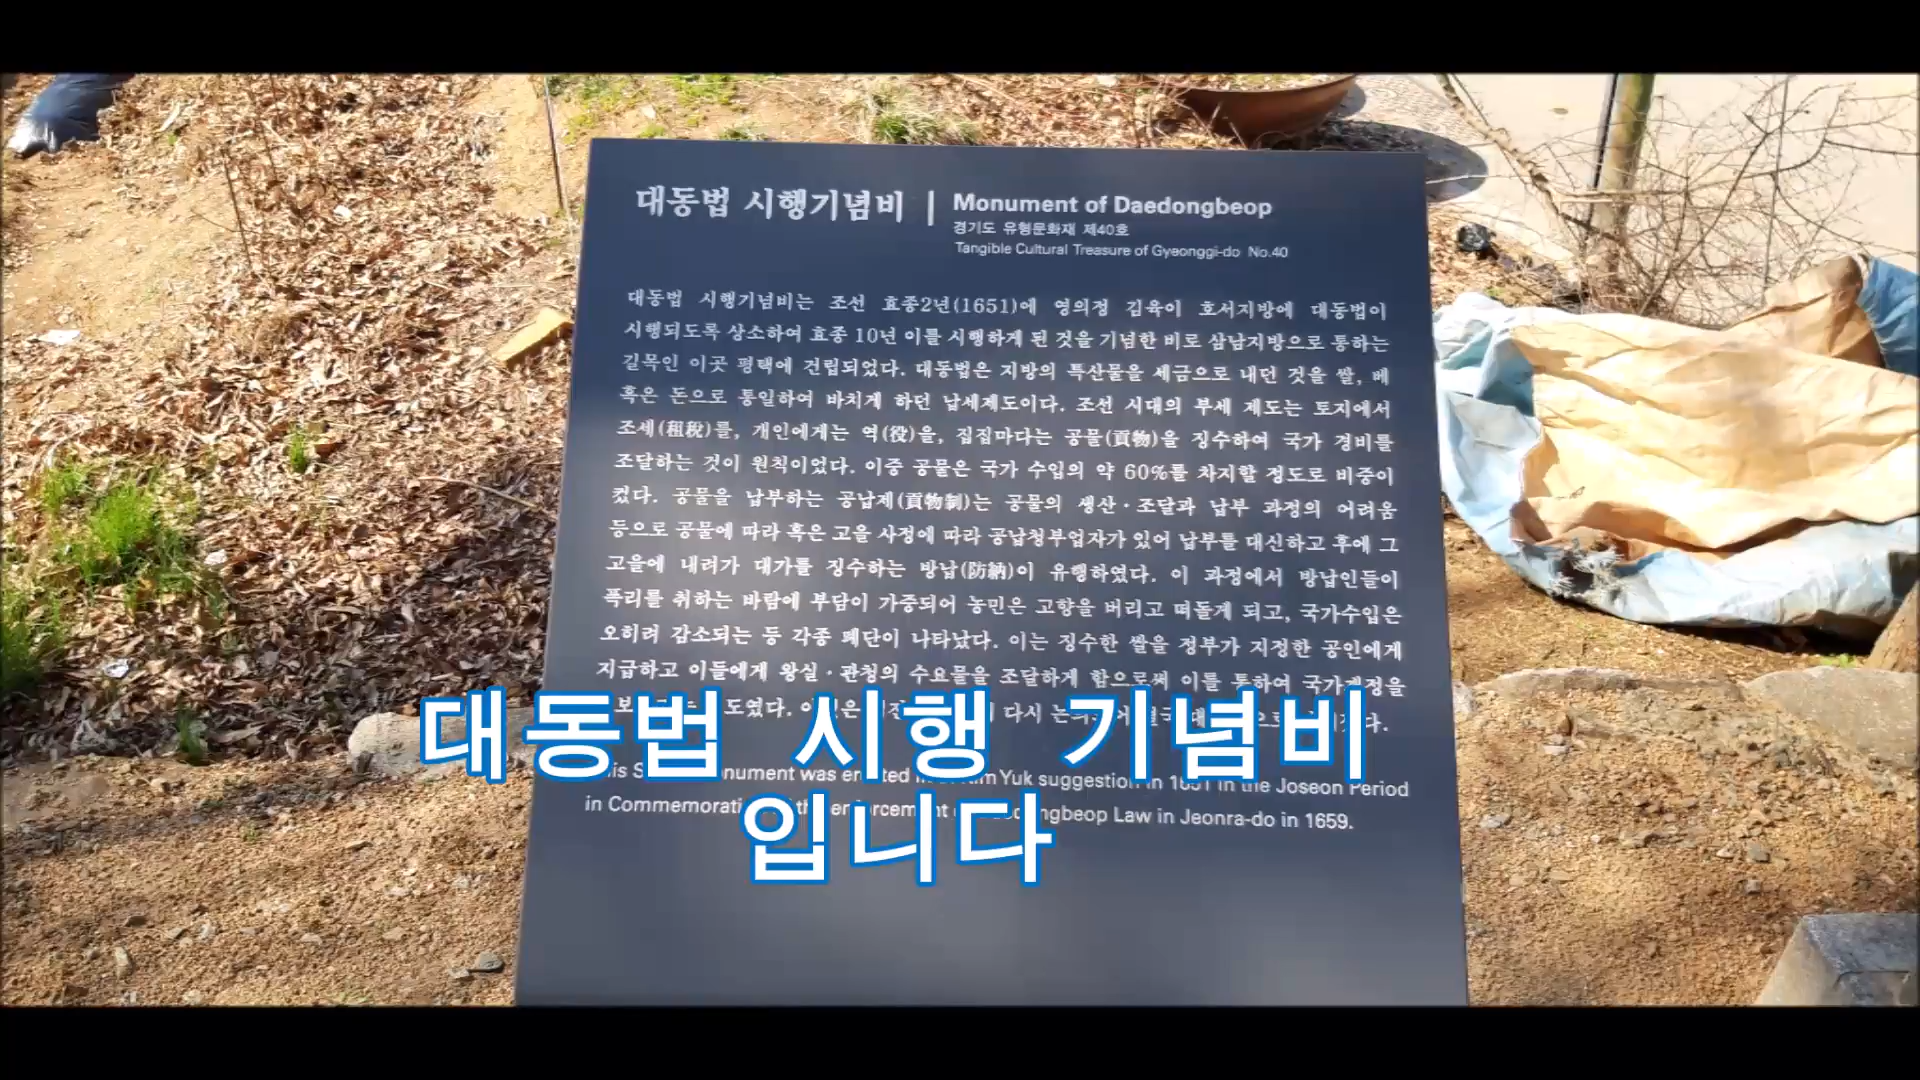 대동법 시행기념비
Monument of Daedongbeop
경기도 유형문화재 제40호
Tangible Cultural Treasure of Gyeonggi-do No.40
대동법 시행기념비는 조선 효종2년(1651)에 영의정 김육이 호서지방에 대동법이
시행되도록 상소하여 효종 10년 이를 시행하게 된 것을 기념한 비로 삼남지방으로 통하는
길목인 이곳 평택에 건립되었다. 대동법은 지방의 특산물을 세금으로 내던 것을 쌀, 베
혹은 돈으로 통일하여 바치게 하던 납세제도이다. 조선 시대의 부세 제도는 토지에서
조세(租稅)를, 개인에게는 역(役)을, 집집마다는 공물(貢物)을 징수하여 국가 경비를
조달하는 것이 원칙이었다. 이중 공물은 국가 수입의 약 60%를 차지할 정도로 비중이
컸다. 공물을 납부하는 공납제(貢物制)는 공물의 생산·조달과 납부 과정의 어려움
등으로 공물에 따라 혹은 고을 사정에 따라 공납청부업자가 있어 납부를 대신하고 후에 그
고을에 내려가 대가를 징수하는 방납(防納)이 유행하였다. 이 과정에서 방납인들이
폭리를 취하는 바람에 부담이 가중되어 농민은 고향을 버리고 떠돌게 되고, 국가수입은
오히려 감소되는 등 각종 폐단이 나타났다. 이는 징수한 쌀을 정부가 지정한 공인에게
지급하고 이들에게 왕실·관청의 수요물을 조달하게 함으로써 이를 통하여 국가재정을
다시
대동법 시행 기념비
입니다
monument was Kim Yuk suggestion in 1651 in the Joseon Period
in enforcement Law in Jeonra-do in 1659.